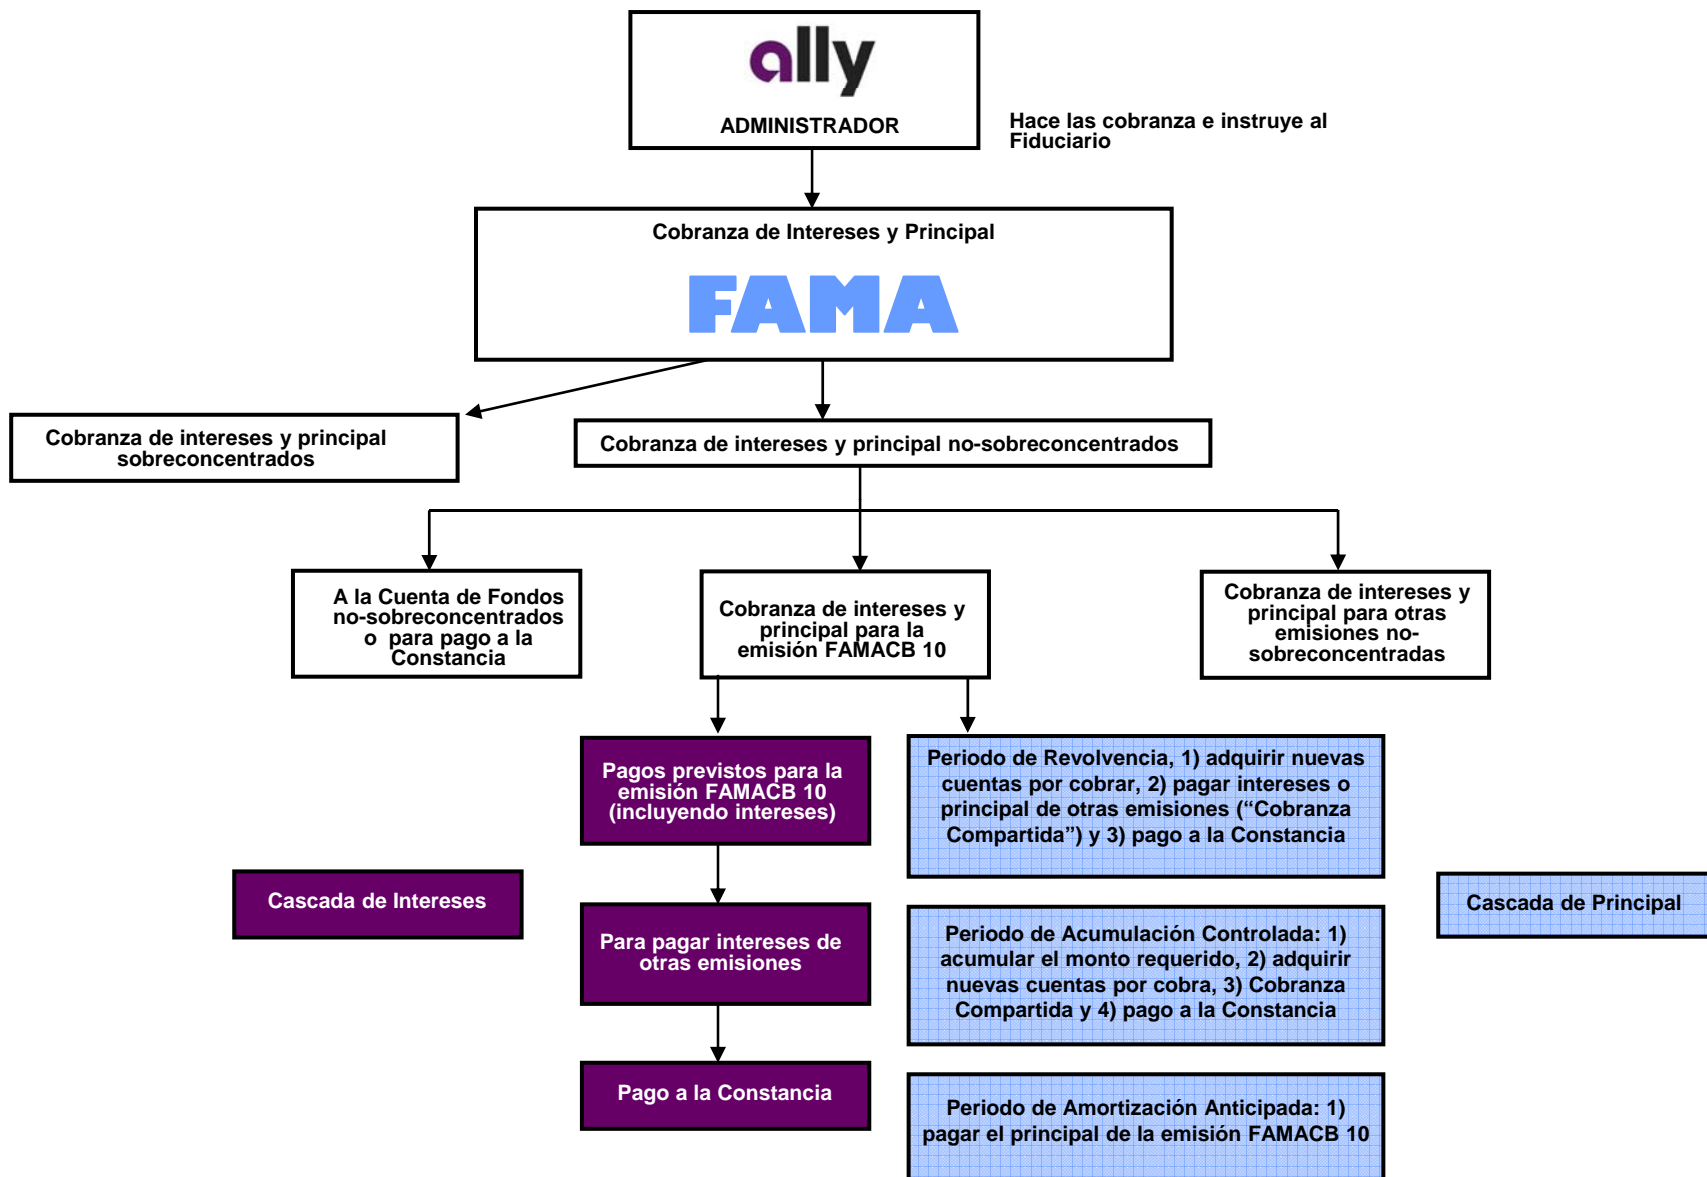 ally
ADMINISTRADOR
Hace las cobranza e instruye al
Fiduciario
Cobranza de Intereses y Principal
FAMA
Cobranza de intereses y principal
sobreconcentrados
Cobranza de intereses y principal no-sobreconcentrados
A la Cuenta de Fondos
no-sobreconcentrados
o para pago a la
Constancia
Cobranza de intereses y
principal para la
emisión FAMACB 10
Cobranza de intereses y
principal para otras
emisiones no-
sobreconcentradas
Pagos previstos para la
emisión FAMACB 10
(incluyendo intereses)
Periodo de Revolvencia, 1) adquirir nuevas
cuentas por cobrar, 2) pagar intereses o
principal de otras emisiones (“Cobranza
Compartida”) y 3) pago a la Constancia
Cascada de Intereses
Cascada de Principal
Para pagar intereses de
otras emisiones
Periodo de Acumulación Controlada: 1)
acumular el monto requerido, 2) adquirir
nuevas cuentas por cobra, 3) Cobranza
Compartida y 4) pago a la Constancia
Pago a la Constancia
Periodo de Amortización Anticipada: 1)
pagar el principal de la emisión FAMACB 10